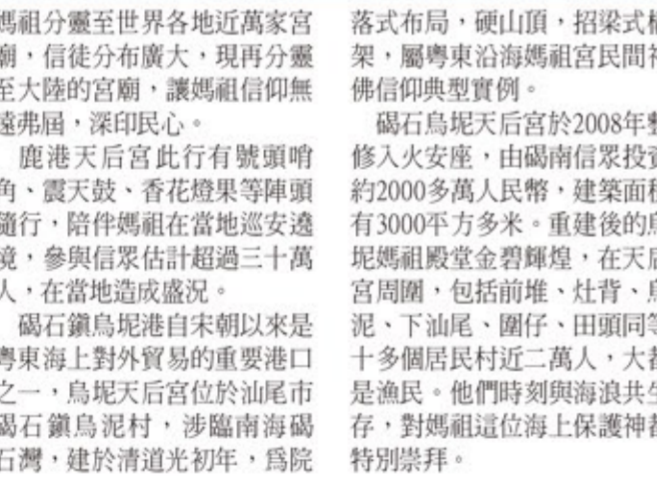 媽祖分靈至世界各地近萬家宮
廟，信徒分布廣大，現再分靈
至大陸的宮廟，讓媽祖信仰無
遠弗屆，深印民心。
鹿港天后宮此行有號頭哨
角、震天鼓、香花燈果等陣頭
隨行，陪伴媽祖在當地巡安遶
境，參與信眾估計超過三十萬
人，在當地造成盛況。
碣石鎮烏坭港自宋朝以來是
粵東海上對外貿易的重要港口
之一，烏坭天后宮位於汕尾市
碣石鎮烏泥村，涉臨南海碣
石灣，建於清道光初年，爲院
落式布局，硬山頂，招梁式構
架，屬粵東沿海媽祖宮民間神
佛信仰典型實例。
碣石烏坭天后宮於2008年整
修入火安座，由碣南信眾投資
約2000多萬人民幣，建築面積
有3000平方多米。重建後的烏
坭媽祖殿堂金碧輝煌，在天后
宮周圍，包括前堆、灶背、烏
泥、下汕尾、圍仔、田頭同等
十多個居民村近二萬人，大都
是漁民。他們時刻與海浪共生
存，對媽祖這位海上保護神都
特別崇拜。